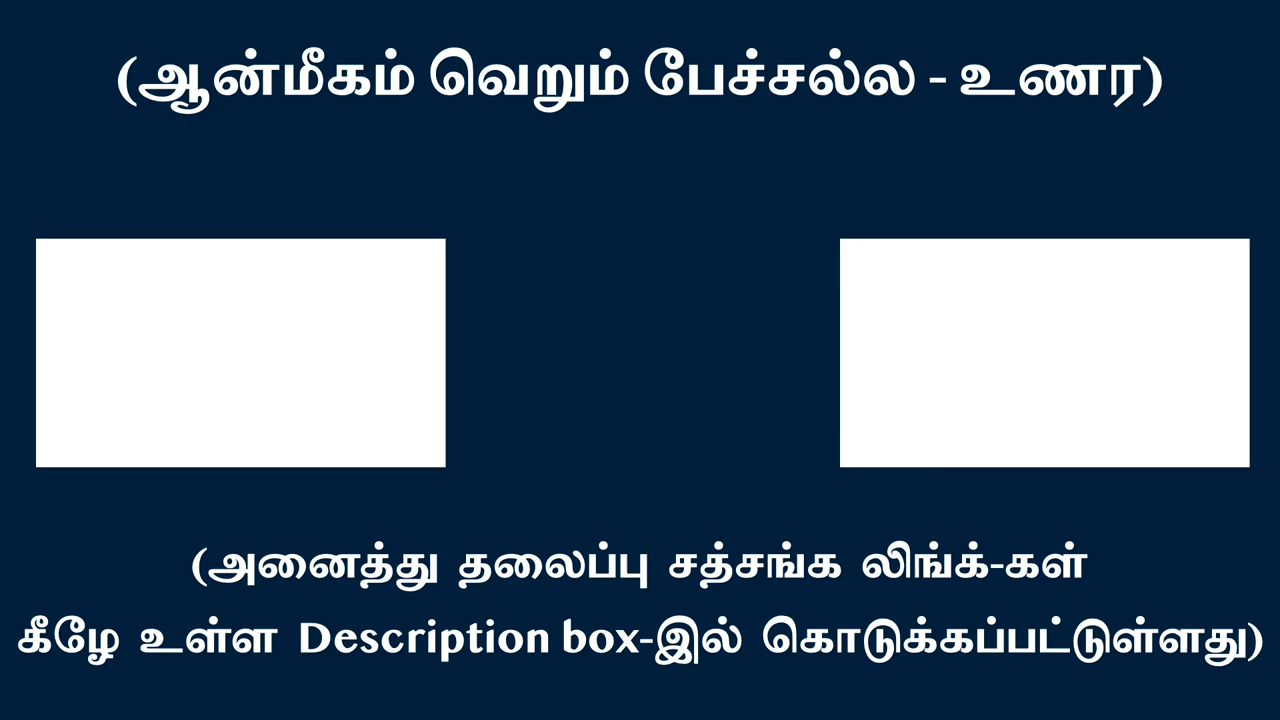 (ஆன்மீகம் வெறும் பேச்சல்ல - உணர)
(அனைத்து தலைப்பு சத்சங்க லிங்க்-கள்
கீழே உள்ள Description box-இல் கொடுக்கப்பட்டுள்ளது)